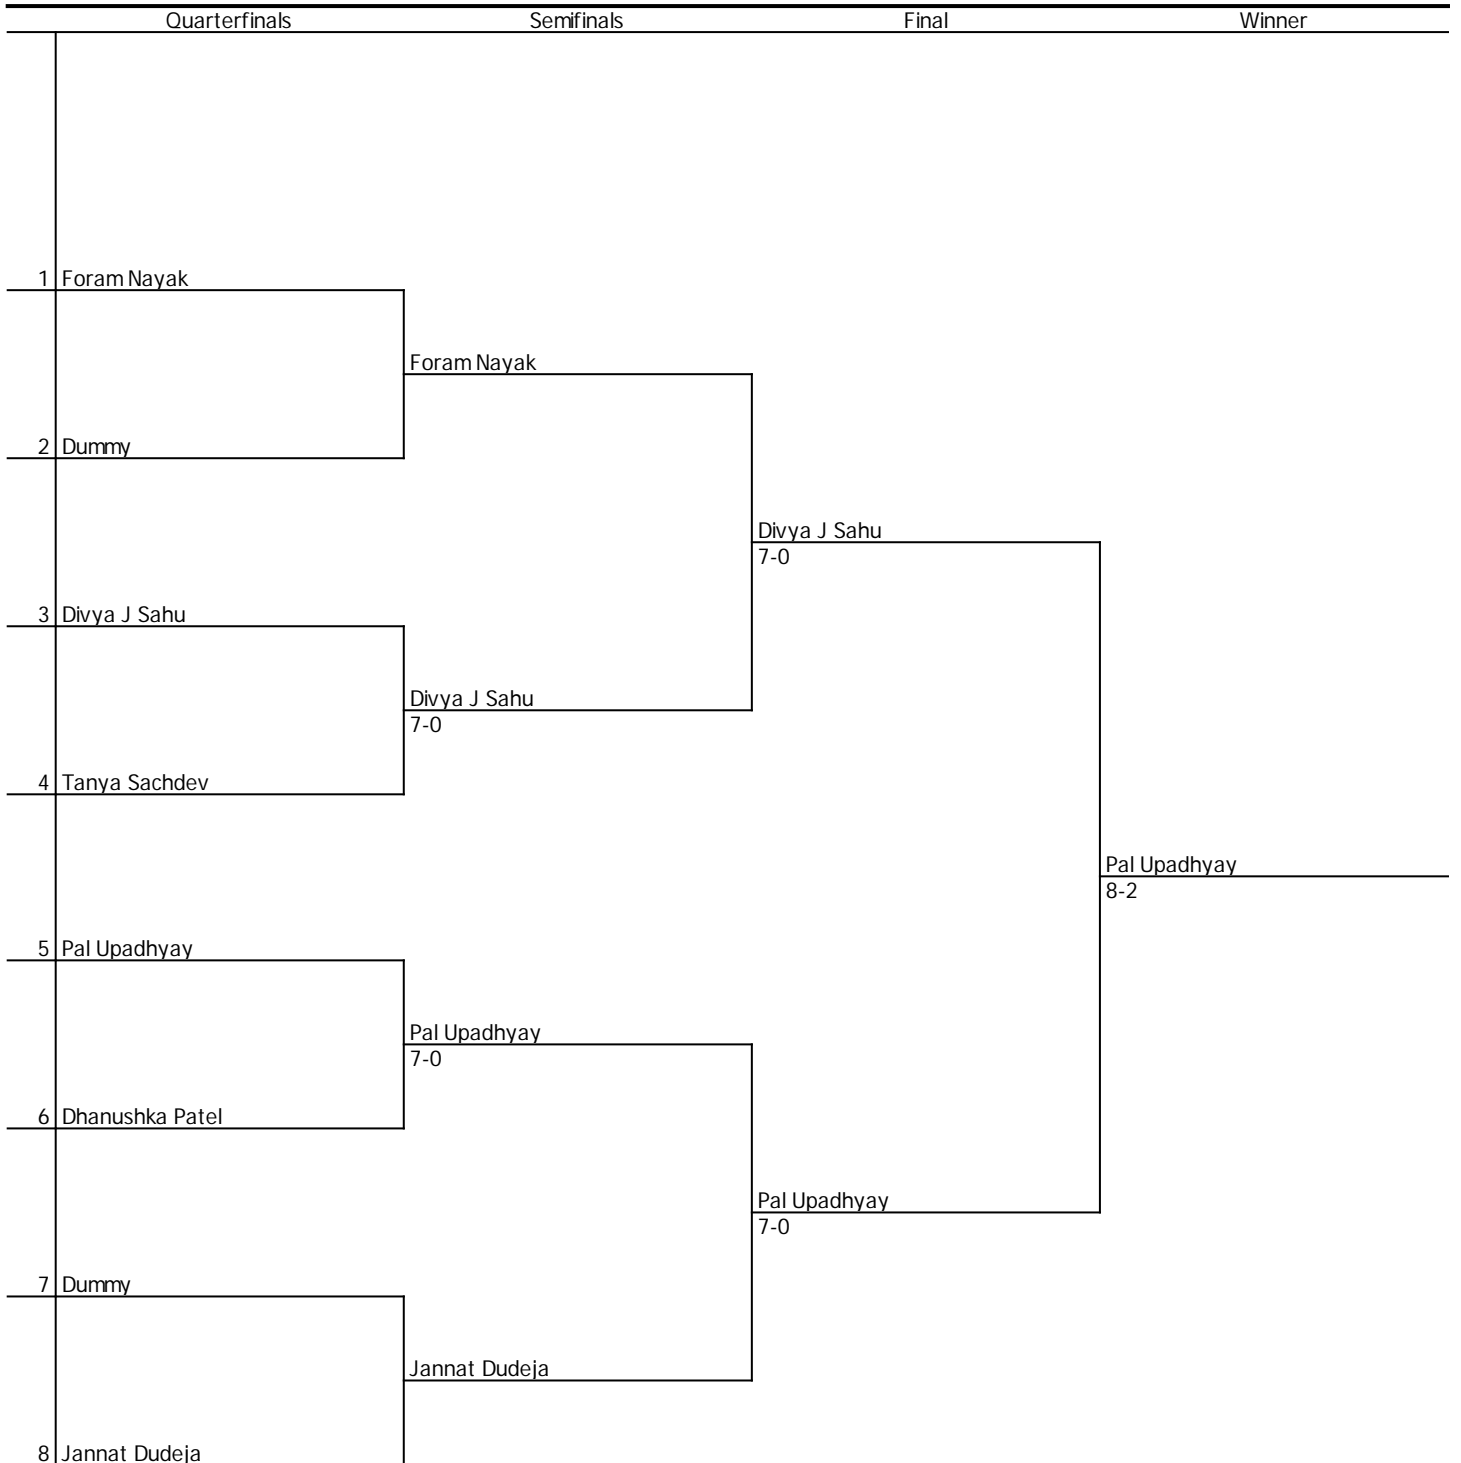 Quarterfinals Semifinals Final Winner
1 Foram Nayak
Foram Nayak
2 Dummy
Divya J Sahu
7-0
3 Divya J Sahu
Divya J Sahu
7-0
4 Tanya Sachdev
Pal Upadhyay
8-2
5 Pal Upadhyay
Pal Upadhyay
7-0
6 Dhanushka Patel
Pal Upadhyay
7-0
7 Dummy
Jannat Dudeja
8 Jannat Dudeja